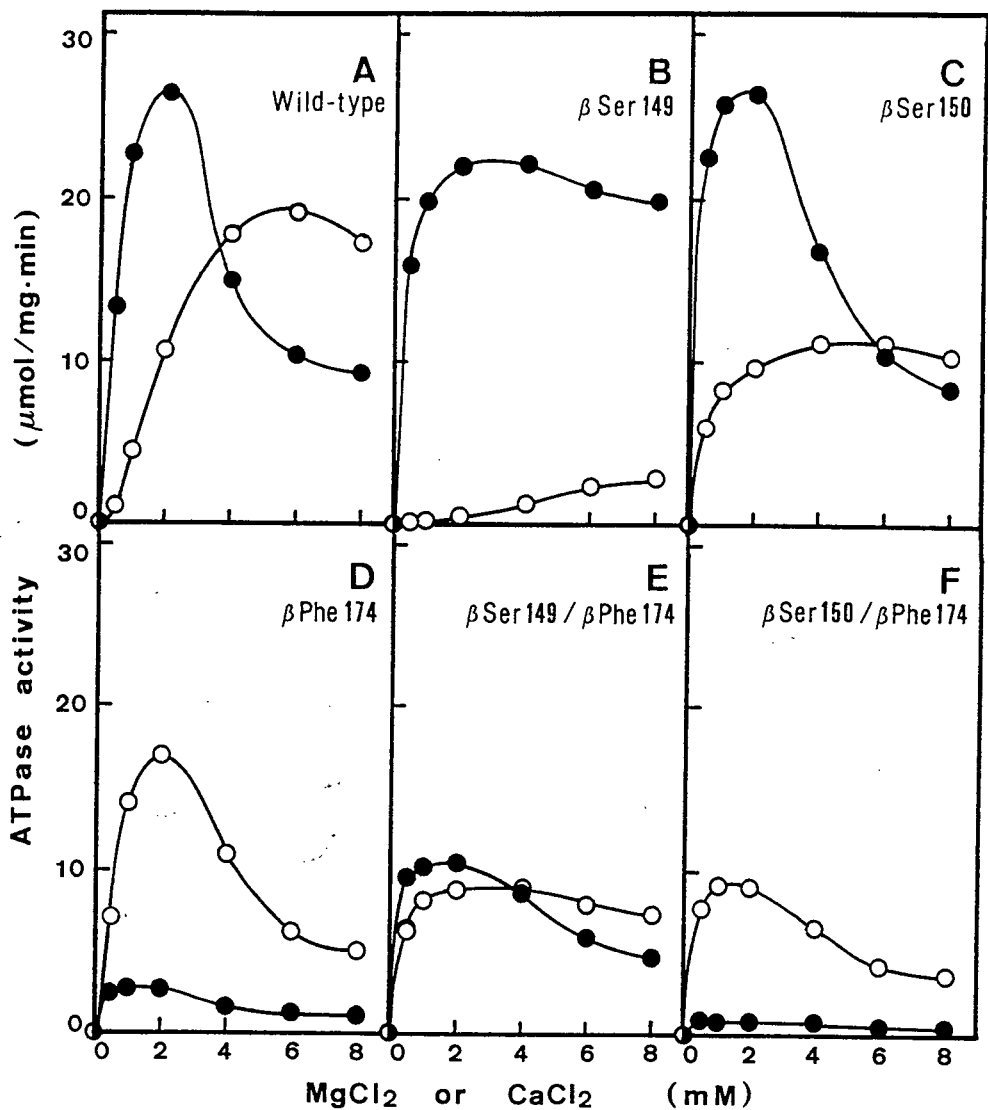 30
20
10
0
A
Wild-type
B
βSer149
C
βSer150
(μmol/mg·min)
30
20
10
0
D
βPhe174
E
βSer149/βPhe174
F
βSer150/βPhe174
ATPase activity
0 2 4 6 8
0 2 4 6 8
0 2 4 6 8
MgCl2 or CaCl2 (mM)